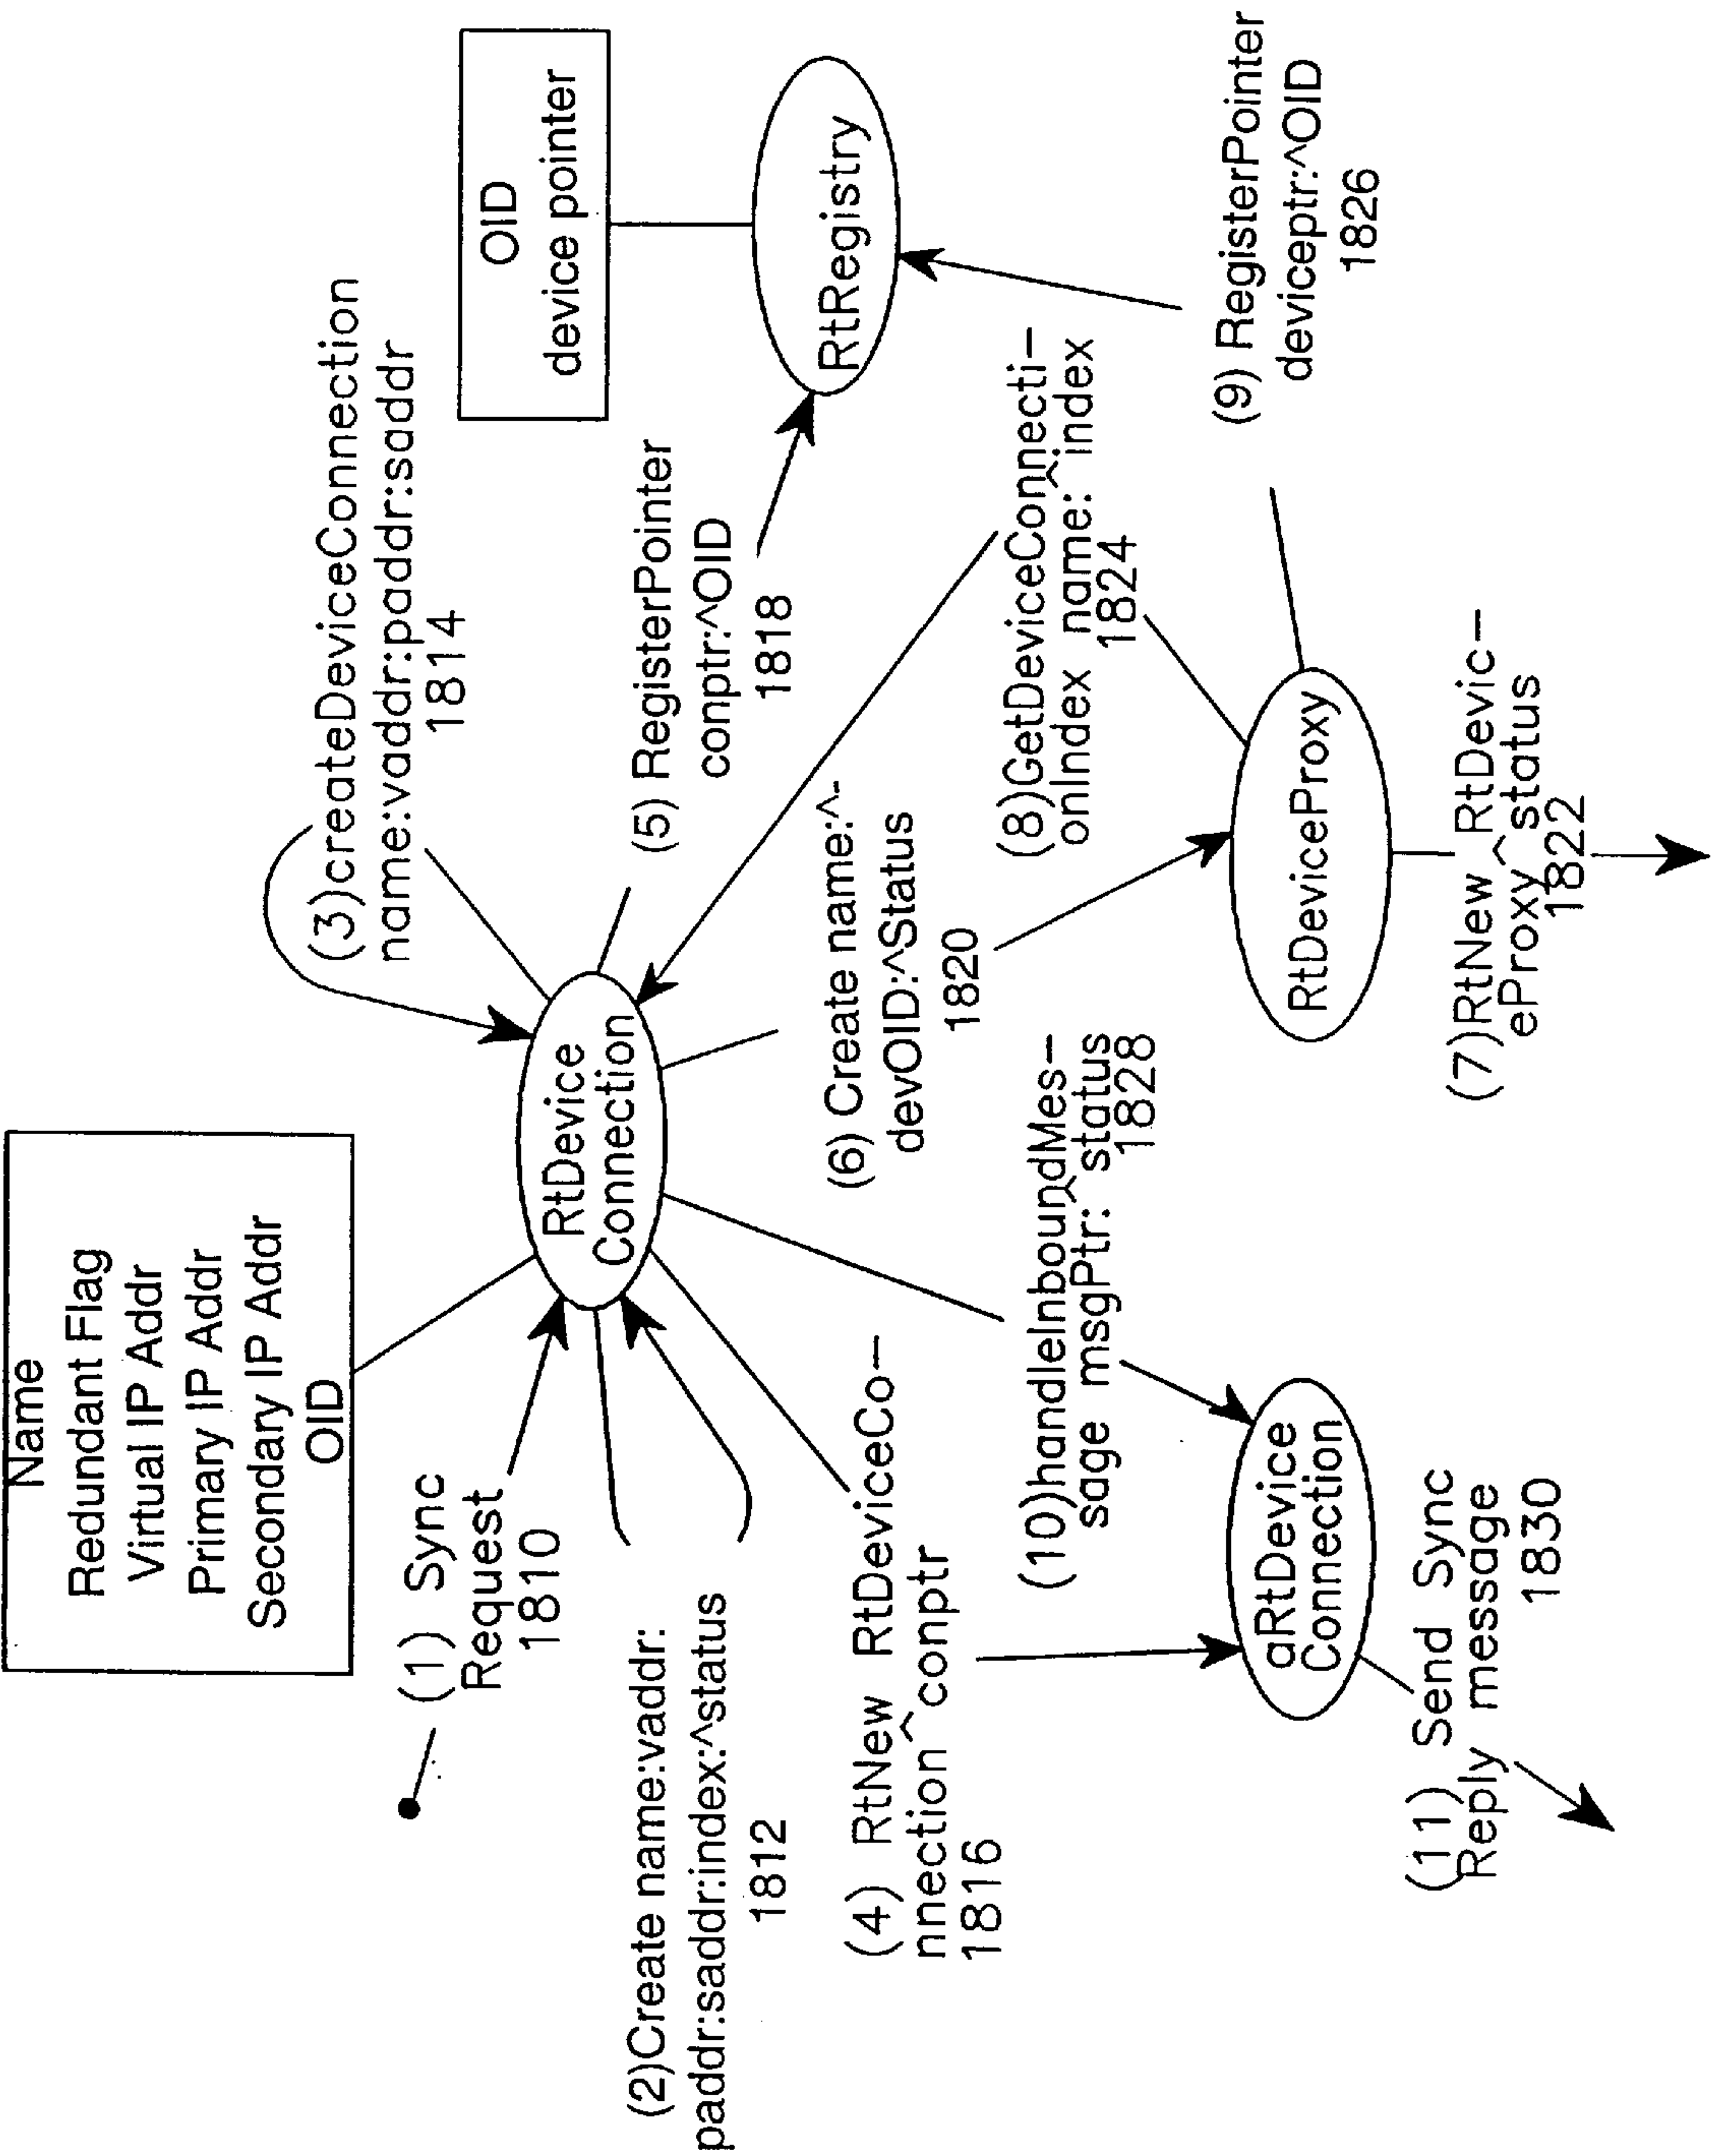 Name
Redundant Flag
Virtual IP Addr
Primary IP Addr
Secondary IP Addr
OID
(1) Sync
Request
1810
(2)Create name:vaddr:
paddr:saddr:index:^status
1812
RtDevice
Connection
(3)createDeviceConnection
name:vaddr:paddr:saddr
1814
OID
device pointer
RtRegistry
(4) RtNew RtDeviceCo-
nnection^conptr
1816
(5) RegisterPointer
conptr:^OID
1818
(6) Create name:^-
devOID:^Status
1820
(8)GetDeviceConnecti-
onIndex name:^index
1824
(9) RegisterPointer
deviceptr:^OID
1826
(10)handleInboundMes-
sage msgPtr:^status
1828
aRtDevice
Connection
RtDeviceProxy
(11) Send Sync
Reply message
1830
(7)RtNew RtDevic-
eProxy^status
1822